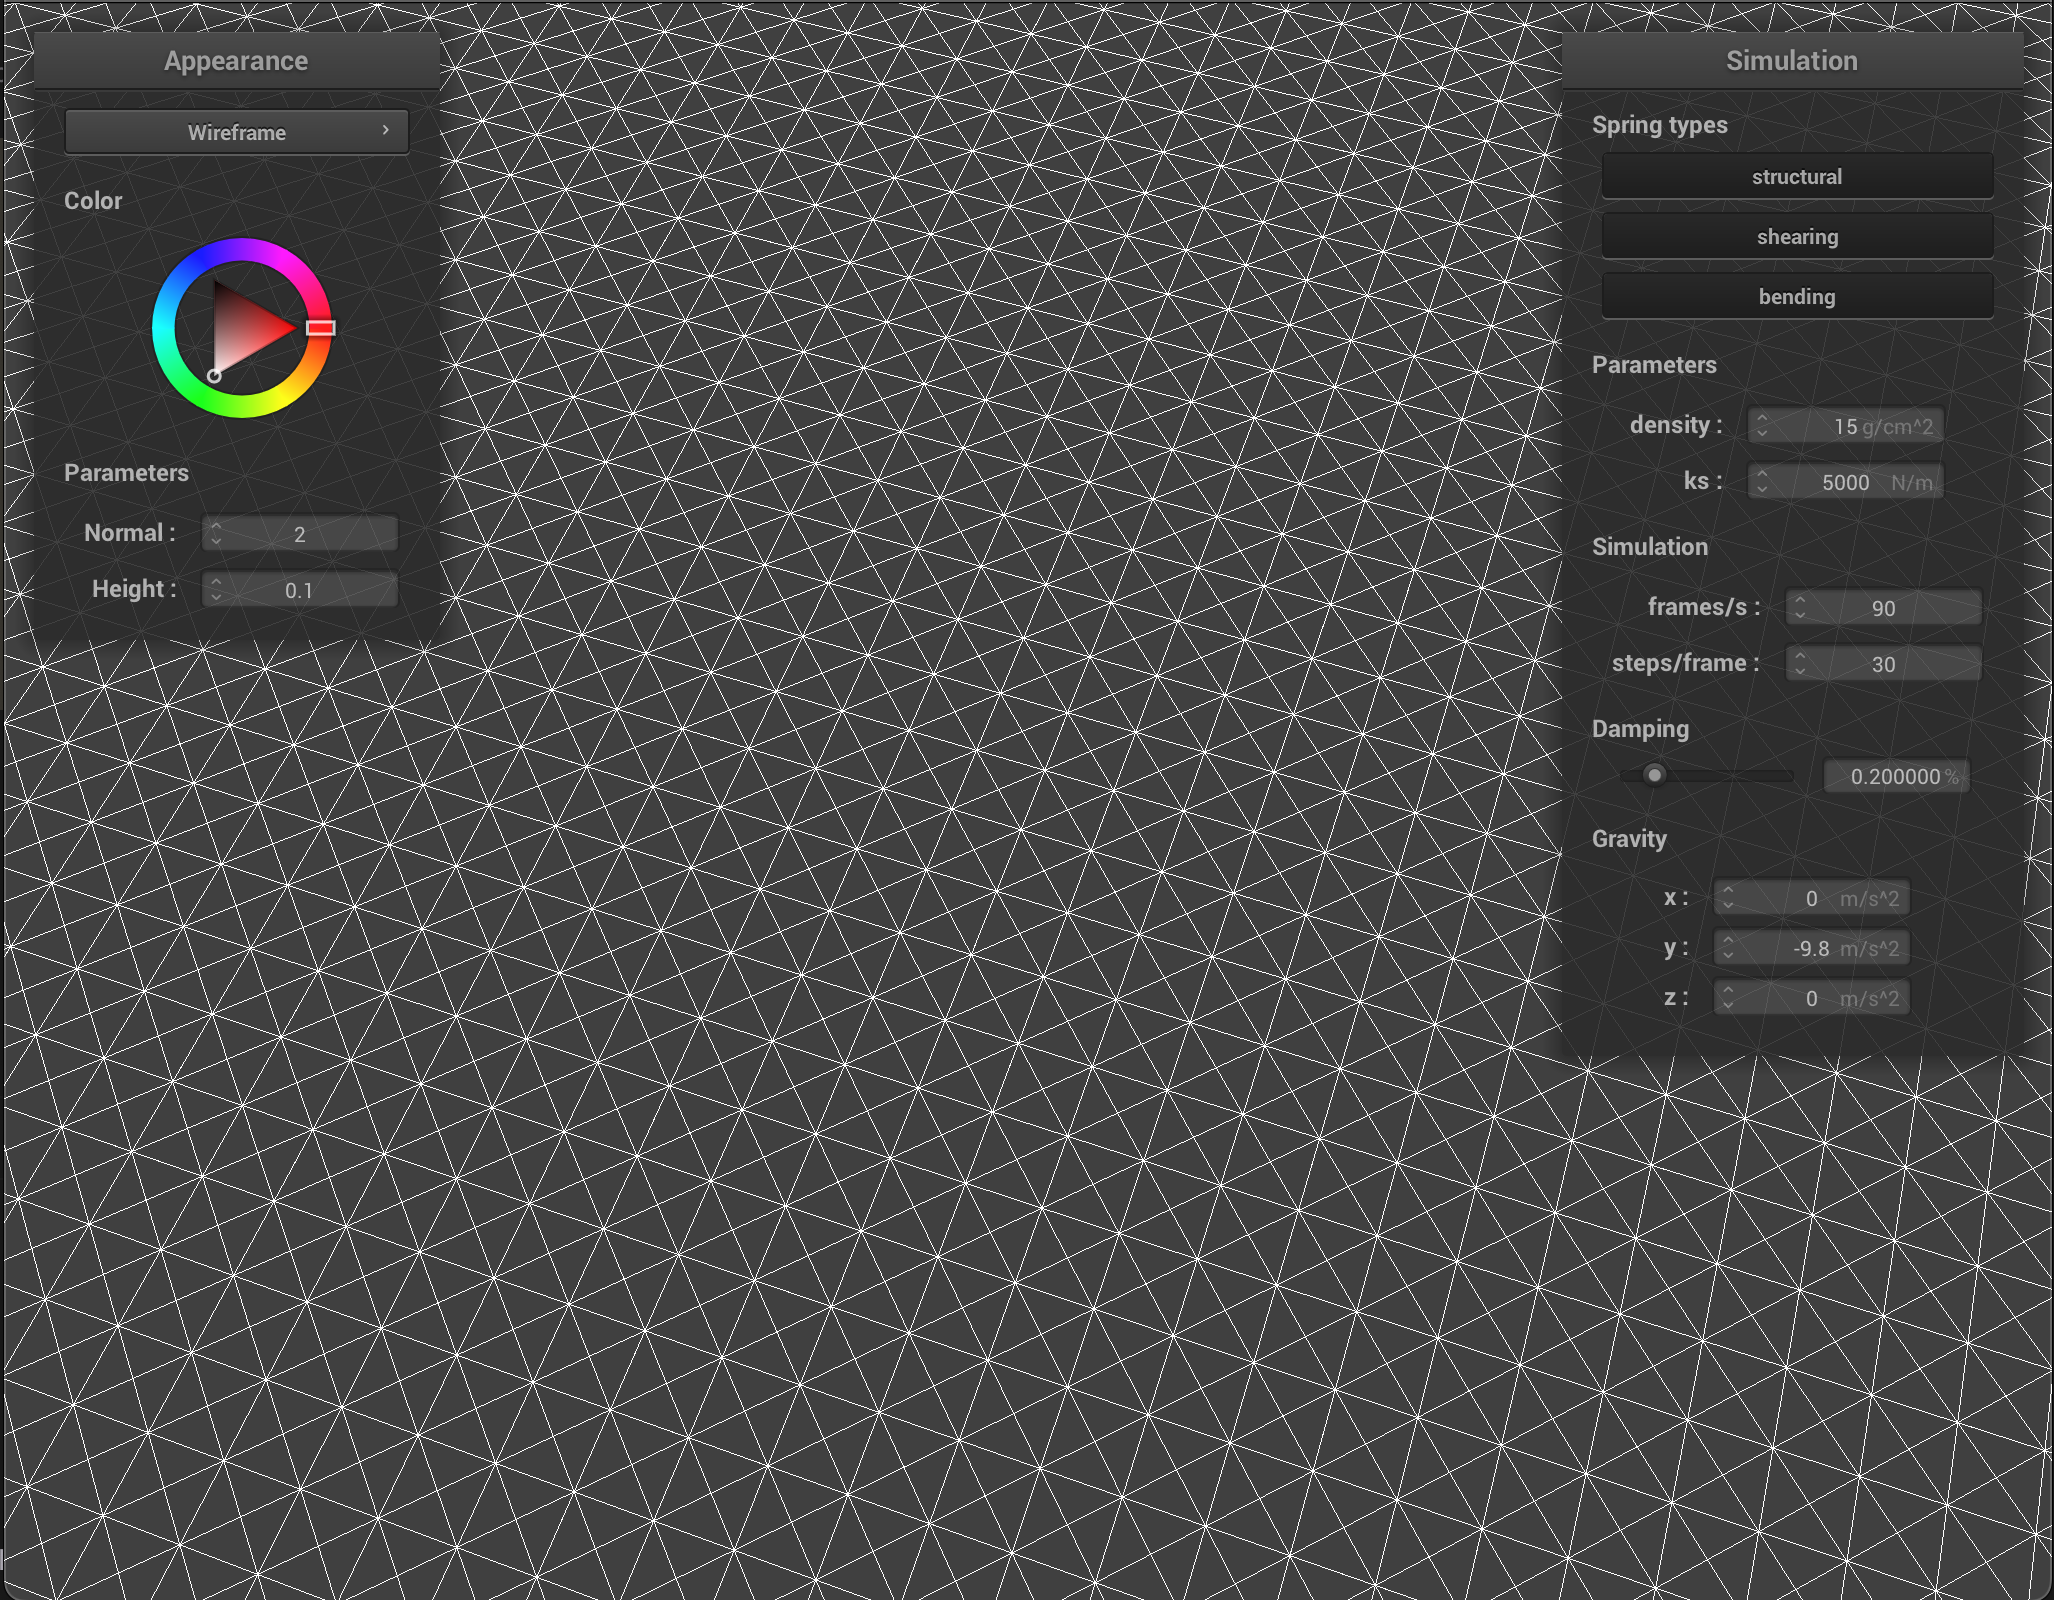 Appearance
Wireframe
Color
Parameters
Normal : 2
Height : 0.1
Simulation
Spring types
structural
shearing
bending
Parameters
density : 15 g/cm^2
ks : 5000 N/m
Simulation
frames/s : 90
steps/frame : 30
Damping
0.200000 %
Gravity
x : 0 m/s^2
y : -9.8 m/s^2
z : 0 m/s^2